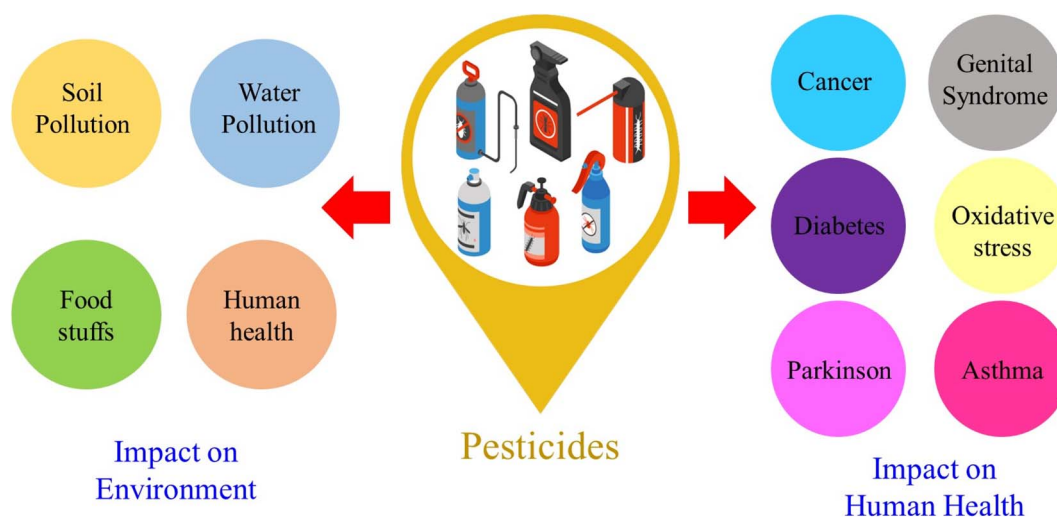 Soil
Pollution
Water
Pollution
Food
stuffs
Human
health
Impact on
Environment
Pesticides
Cancer
Genital
Syndrome
Diabetes
Oxidative
stress
Parkinson
Asthma
Impact on
Human Health